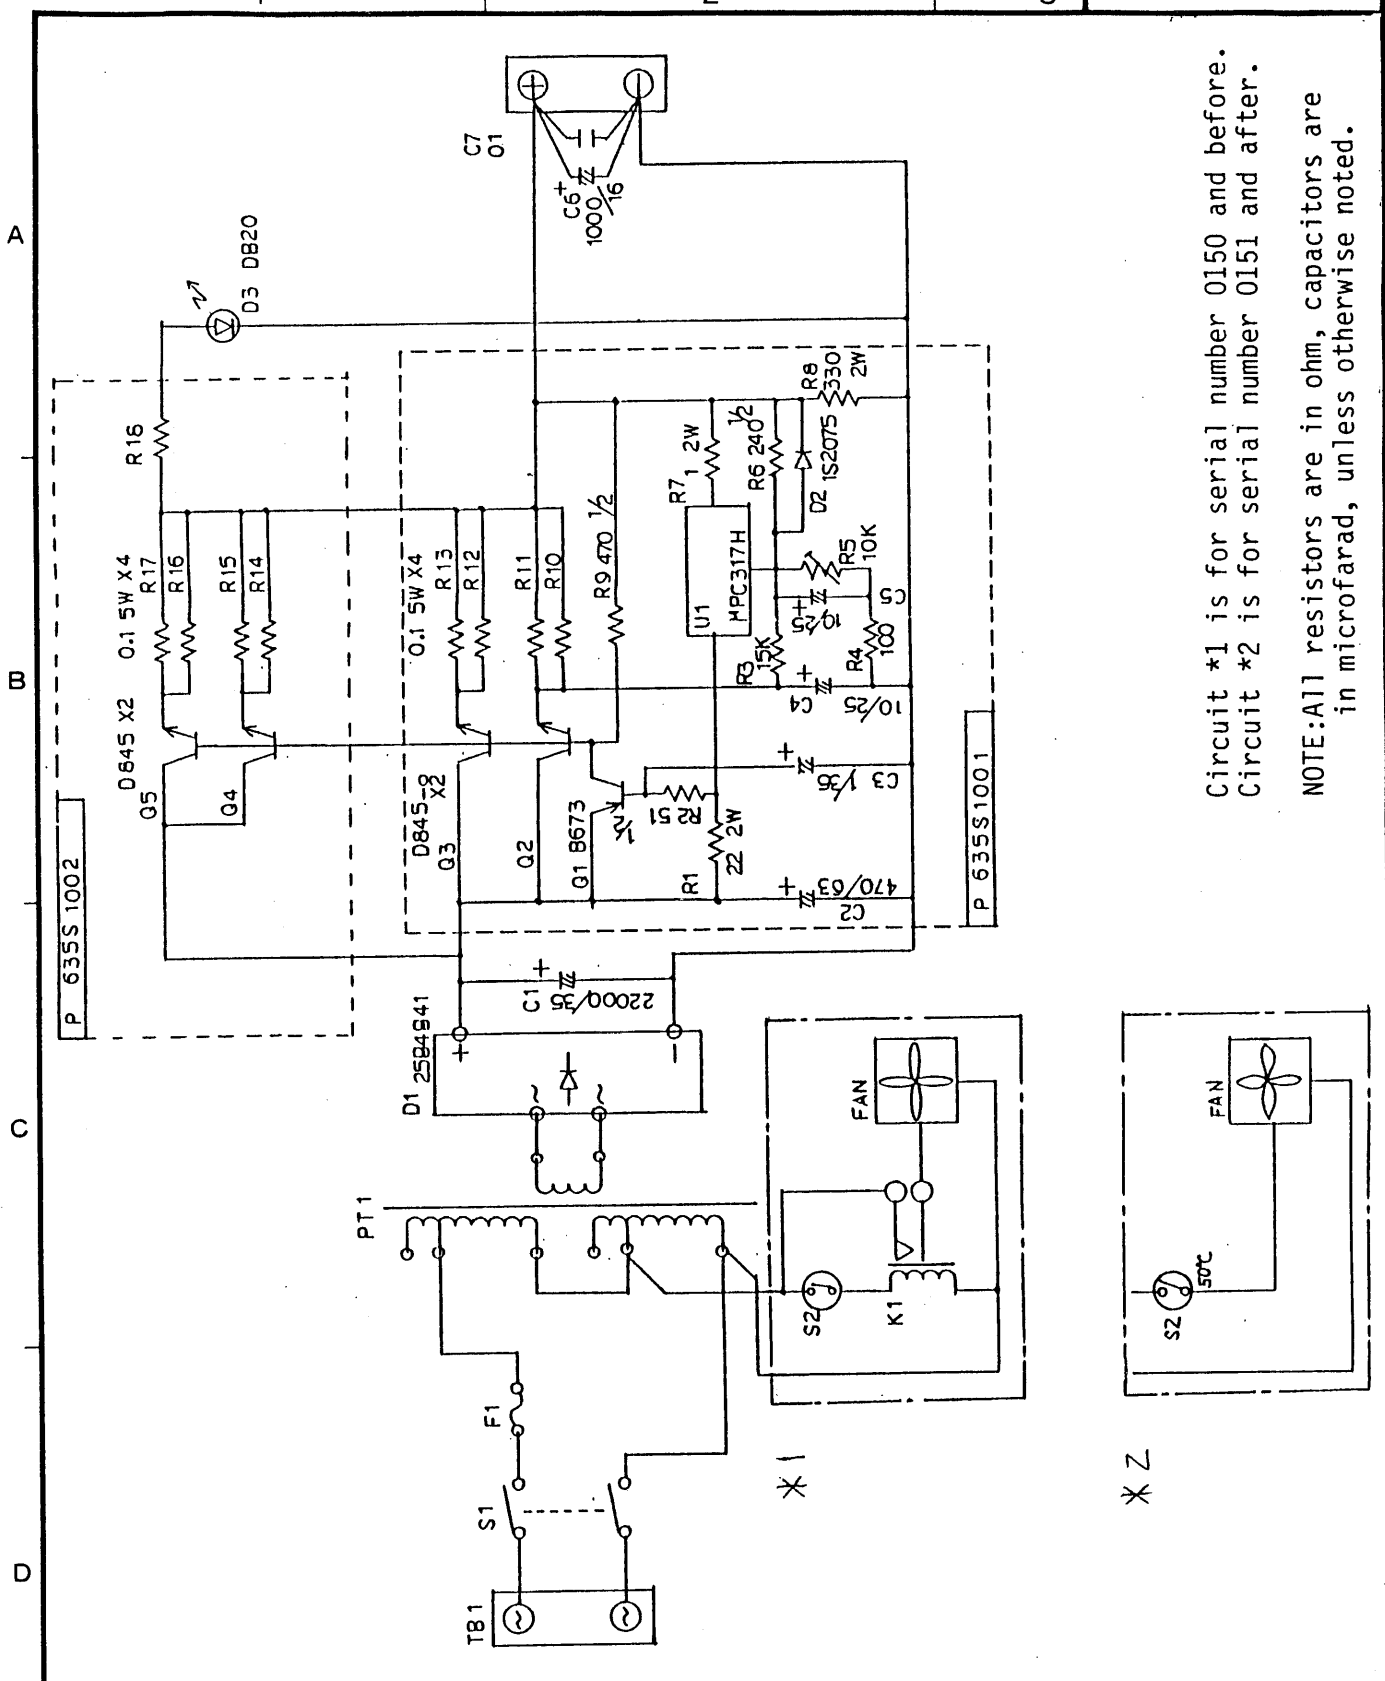 A
B
C
D
C7
01
C6
+
1000
/16
D3 DB20
R18
R17
R16
R15
R14
0.1 5W X4
D845 X2
Q5
Q4
P 635S1002
R13
R12
R11
R10
0.1 5W X4
D845-O
X2
Q3
Q2
Q1 B673
R9 470 1/2
R7
1 2W
R6 240 1/2
D2
1S2075
R8
330
2W
U1
MPC317H
R5
10K
C5
+
10/25
R3
15K
R4
100
C4
+
10/25
C3 1/35
+
R2 51
1/2
R1
22 2W
C2
470/63
+
P 635S1001
C1
+
22000/35
D1 25B4B41
+
-
~
~
PT1
FAN
S2
K1
F1
S1
TB1
~
~
*1
FAN
S2
50℃
*2
Circuit *1 is for serial number 0150 and before.
Circuit *2 is for serial number 0151 and after.
NOTE:All resistors are in ohm, capacitors are
in microfarad, unless otherwise noted.